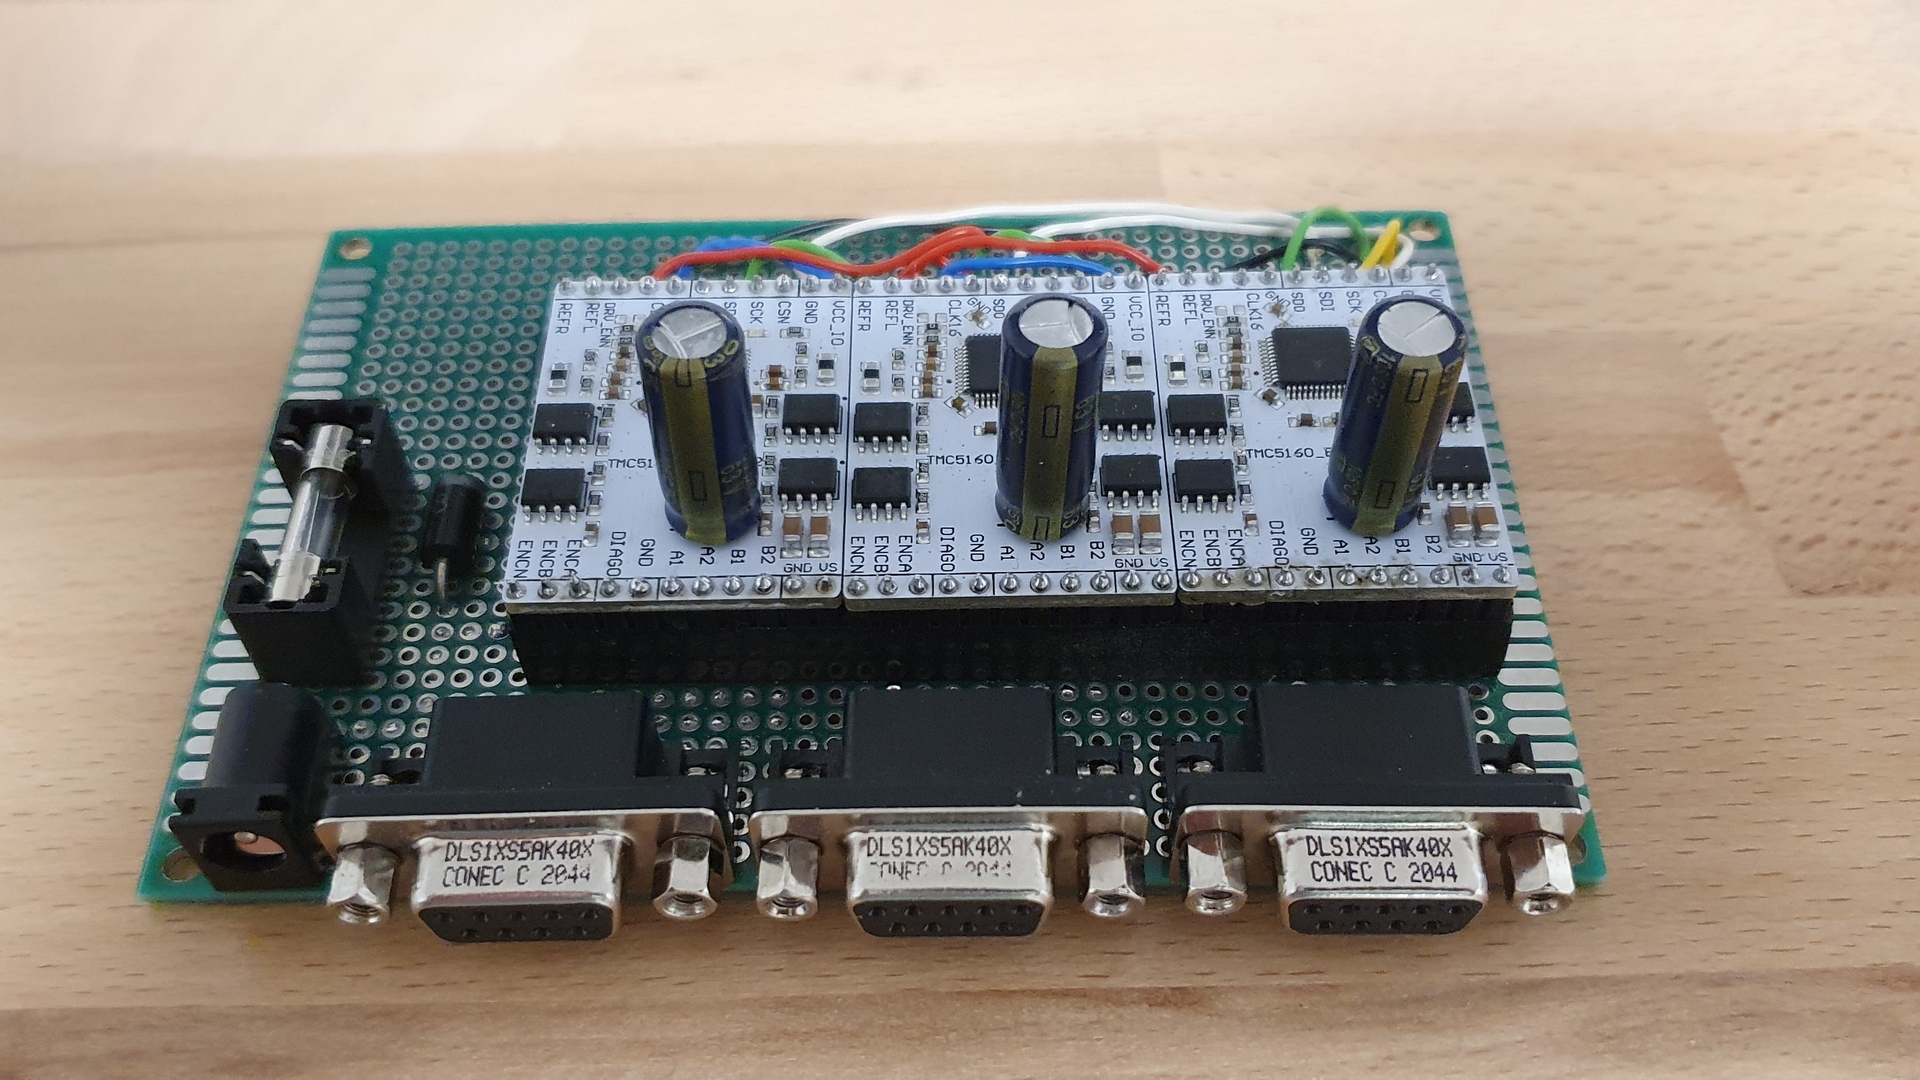 REFR
REFL
DRV_ENN
SCK
CSN
GND
VCC_IO
REFR
REFL
DRV_ENN
CLK16
GND
SDO
GND
VCC_IO
REFR
REFL
DRV_ENN
CLK16
GND
SDO
SDI
SCK
TMC5160
TMC5160_
ENCN
ENCB
ENCA
DIAG0
GND
A1
A2
B1
B2
GND VS
ENCN
ENCB
ENCA
DIAG0
GND
A1
A2
B1
B2
GND VS
ENCN
ENCB
ENCA
DIAG0
GND
A1
A2
B1
B2
GND VS
DLS1XS5AK40X
CONEC C 2044
DLS1XS5AK40X
CONEC C 2044
DLS1XS5AK40X
CONEC C 2044